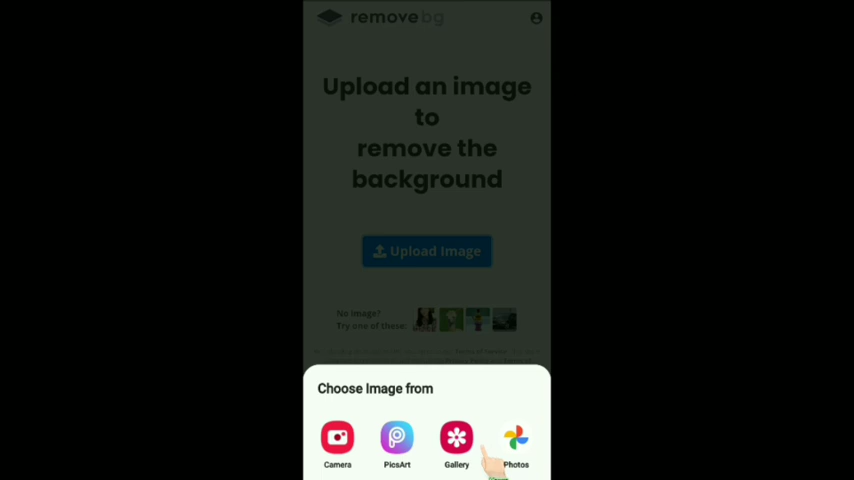 remove bg
Upload an image
to
remove the
background
Upload Image
No image?
Try one of these:
Choose Image from
Camera
PicsArt
Gallery
Photos